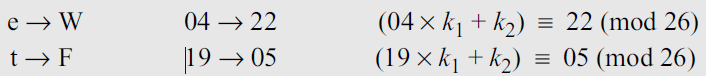 e → W 04 → 22 (04 × k₁ + k₂) ≡ 22 (mod 26)
t → F 19 → 05 (19 × k₁ + k₂) ≡ 05 (mod 26)